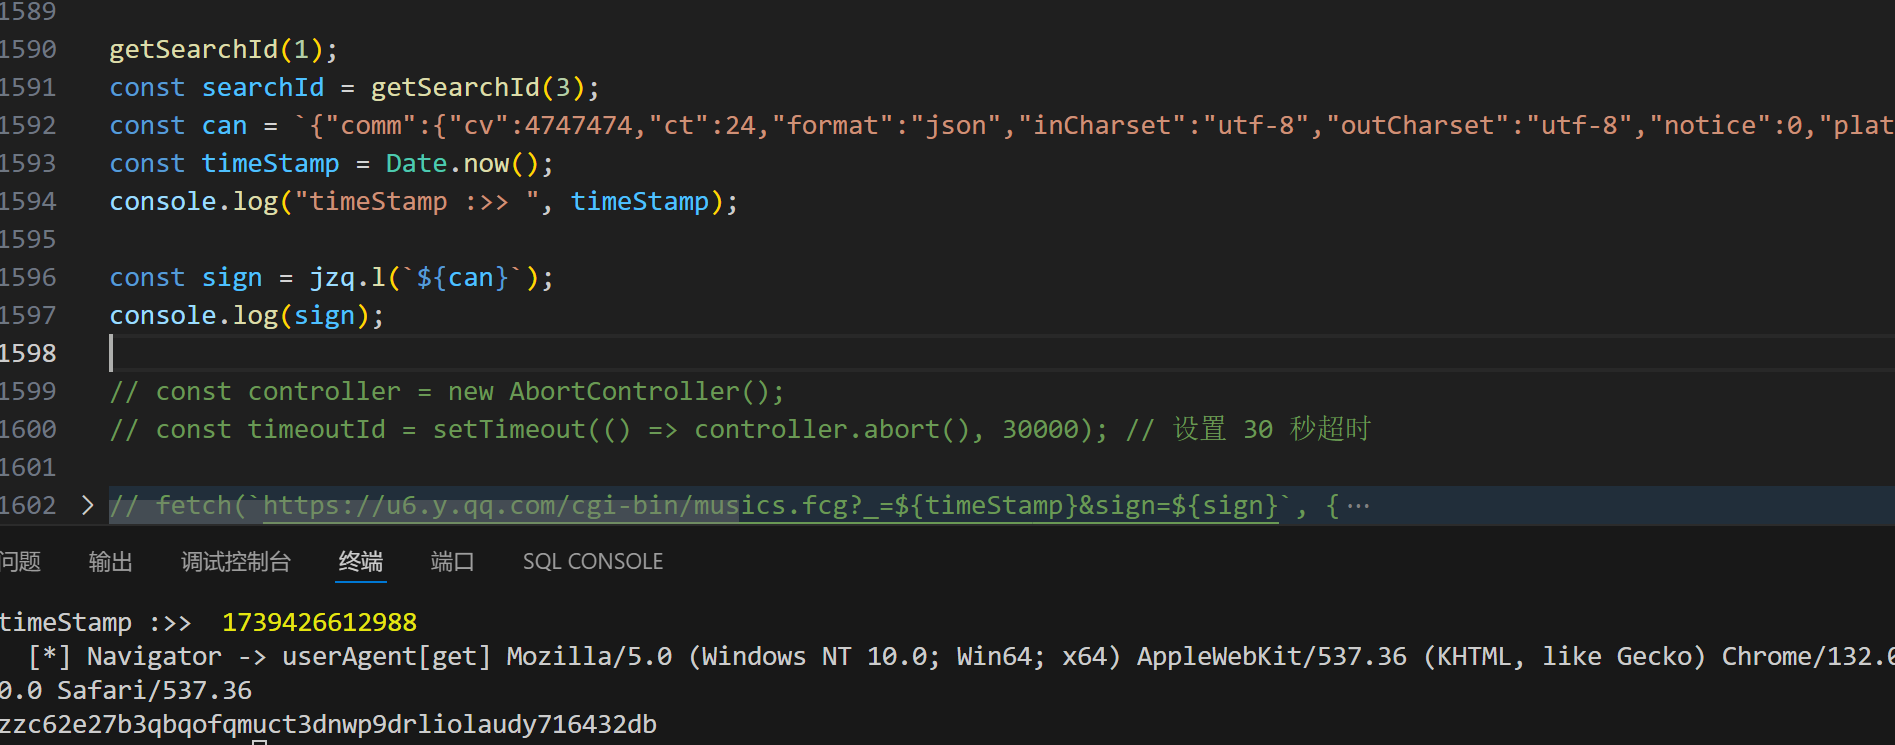 1589
1590 getSearchId(1);
1591 const searchId = getSearchId(3);
1592 const can = `{"comm":{"cv":4747474,"ct":24,"format":"json","inCharset":"utf-8","outCharset":"utf-8","notice":0,"plat
1593 const timeStamp = Date.now();
1594 console.log("timeStamp :>> ", timeStamp);
1595
1596 const sign = jzq.l(`${can}`);
1597 console.log(sign);
1598
1599 // const controller = new AbortController();
1600 // const timeoutId = setTimeout(() => controller.abort(), 30000); // 设置 30 秒超时
1601
1602 // fetch(`https://u6.y.qq.com/cgi-bin/musics.fcg?_=${timeStamp}&sign=${sign}`, {···
问题 输出 调试控制台 终端 端口 SQL CONSOLE
timeStamp :>> 1739426612988
[*] Navigator -> userAgent[get] Mozilla/5.0 (Windows NT 10.0; Win64; x64) AppleWebKit/537.36 (KHTML, like Gecko) Chrome/132.0
0.0 Safari/537.36
zzc62e27b3qbqofqmuct3dnwp9drliolaudy716432db